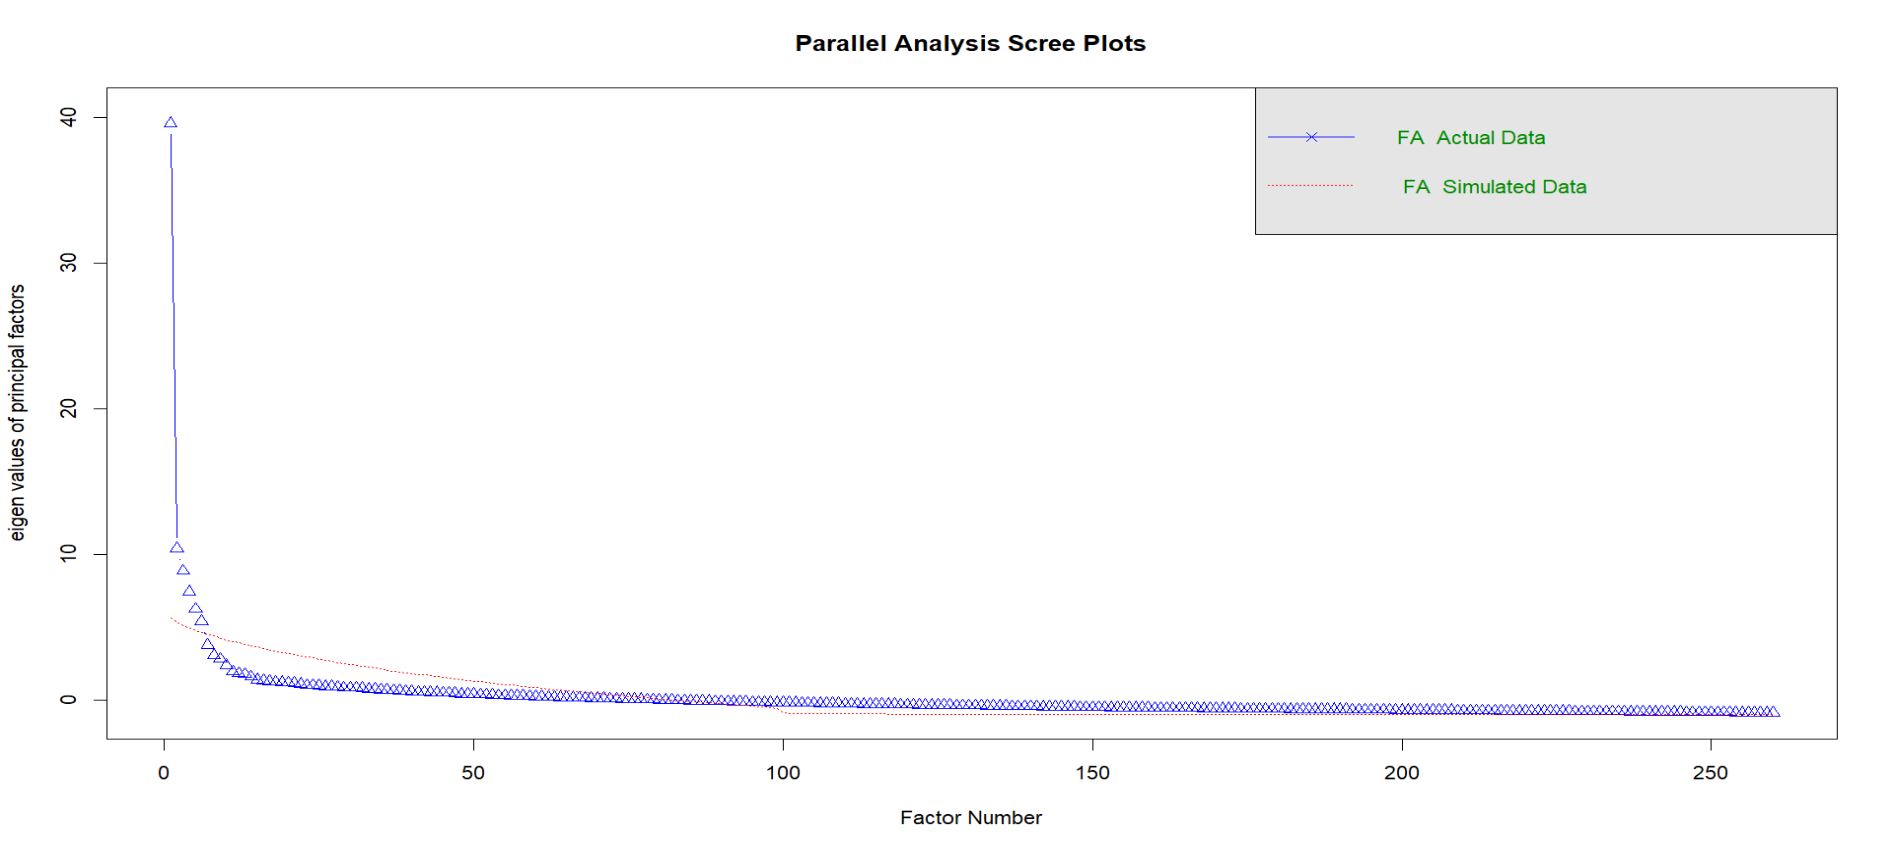 Parallel Analysis Scree Plots
FA Actual Data
FA Simulated Data
eigen values of principal factors
40
30
20
10
0
0 50 100 150 200 250
Factor Number